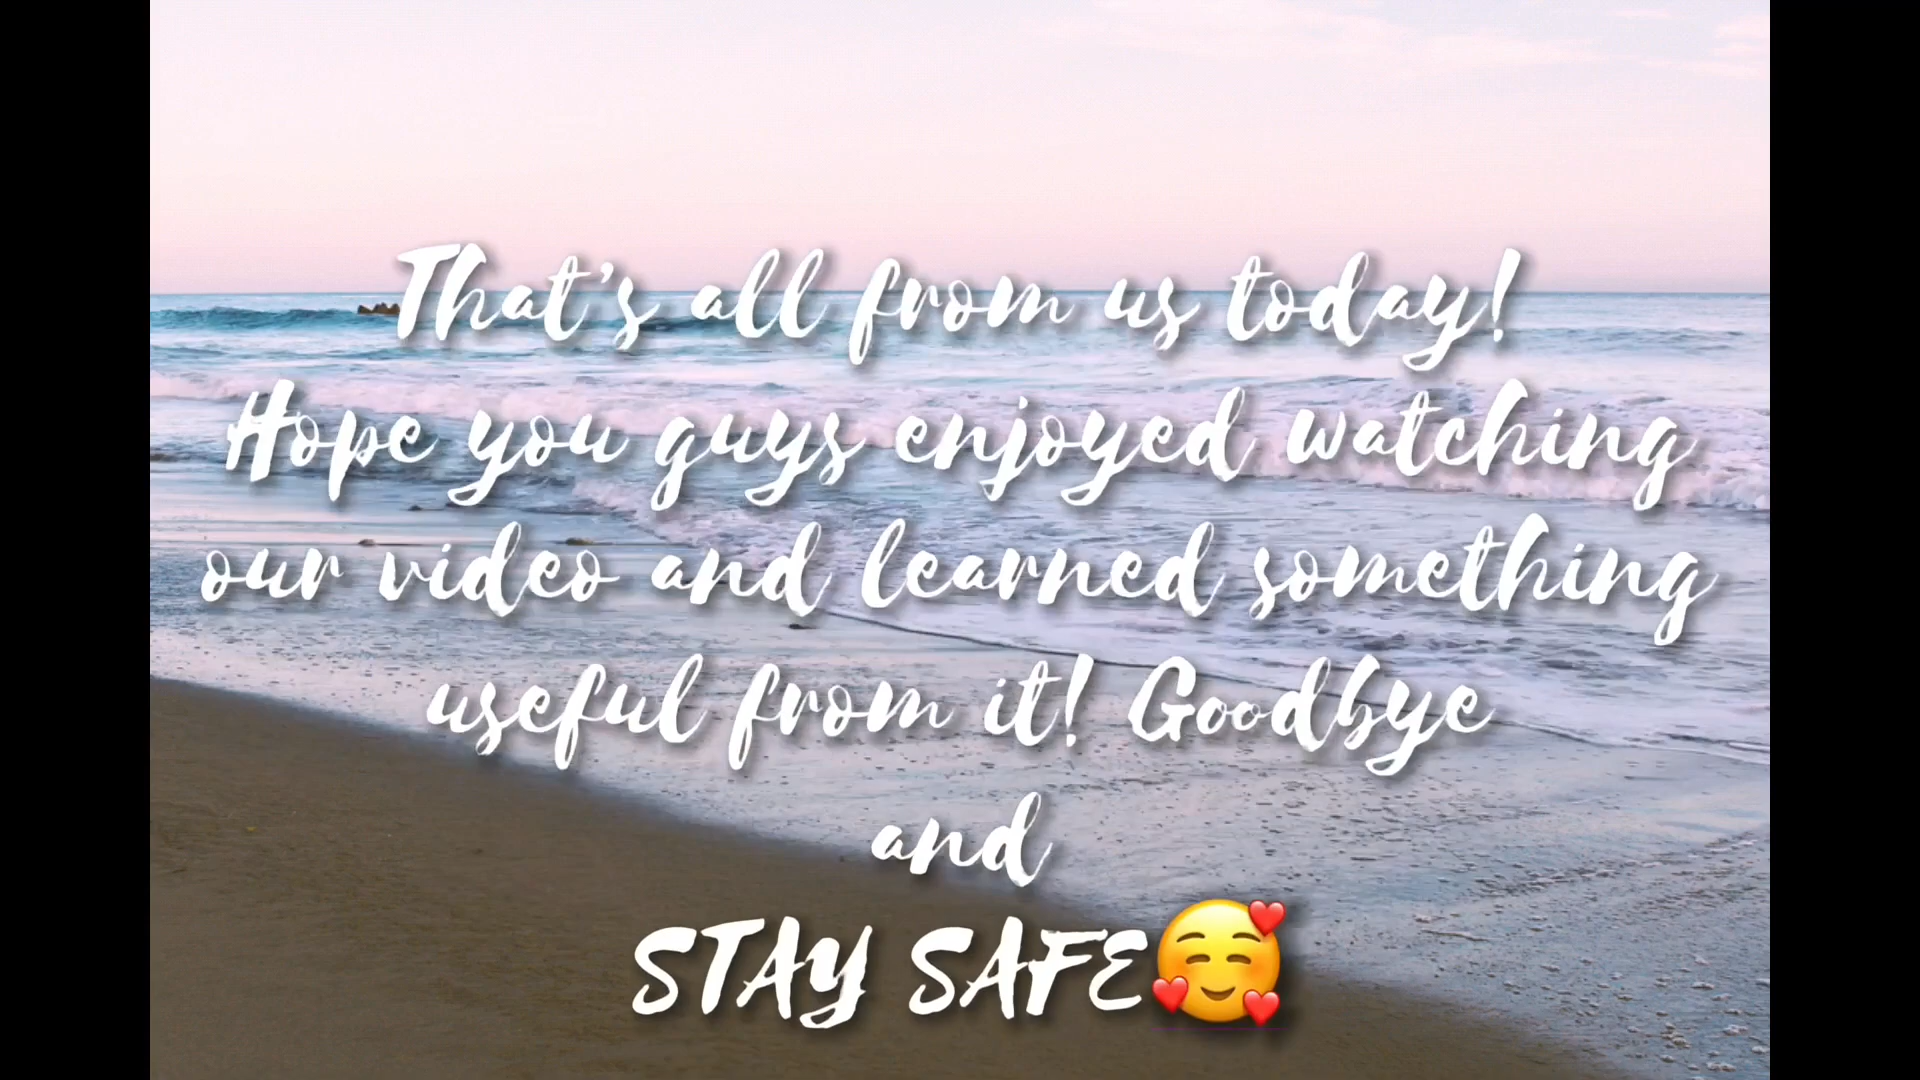 That's all from us today!
Hope you guys enjoyed watching
our video and learned something
useful from it! Goodbye
and
STAY SAFE🥰